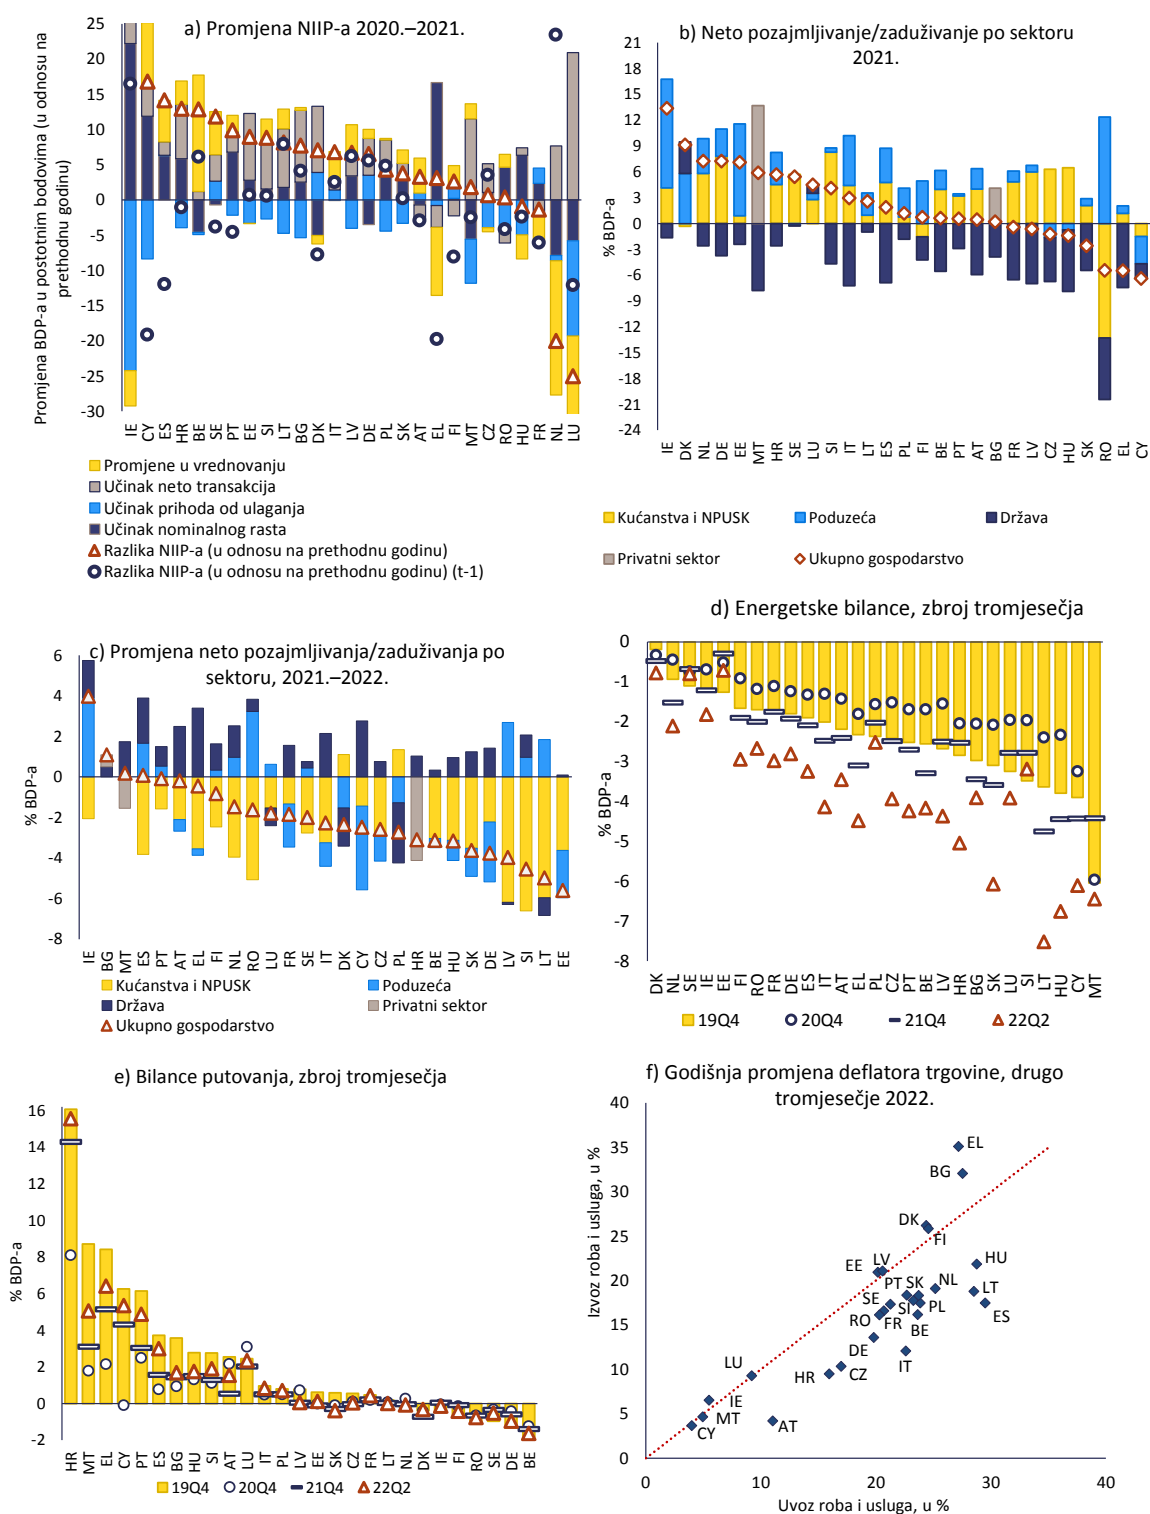 a) Promjena NIIP-a 2020.–2021.
Promjena BDP-a u postotnim bodovima (u odnosu na
prethodnu godinu)
25
20
15
10
5
0
-5
-10
-15
-20
-25
-30
IE CY ES HR BE SE PT EE SI LT BG DK IT LV DE PL SK AT EL FI MT CZ RO HU FR NL LU
Promjene u vrednovanju
Učinak neto transakcija
Učinak prihoda od ulaganja
Učinak nominalnog rasta
Razlika NIIP-a (u odnosu na prethodnu godinu)
Razlika NIIP-a (u odnosu na prethodnu godinu) (t-1)
b) Neto pozajmljivanje/zaduživanje po sektoru
2021.
% BDP-a
21
18
15
12
9
6
3
0
-3
-6
-9
-12
-15
-18
-21
-24
IE DK NL DE EE MT HR SE LU SI IT LT ES PL FI BE PT AT BG FR LV CZ HU SK RO EL CY
Kućanstva i NPUSK
Poduzeća
Država
Privatni sektor
Ukupno gospodarstvo
c) Promjena neto pozajmljivanja/zaduživanja po
sektoru, 2021.–2022.
% BDP-a
6
4
2
0
-2
-4
-6
-8
IE BG MT ES PT AT EL FI NL RO LU FR SE IT DK CY CZ PL HR BE HU SK DE LV SI LT EE
Kućanstva i NPUSK
Poduzeća
Država
Privatni sektor
Ukupno gospodarstvo
d) Energetske bilance, zbroj tromjesečja
% BDP-a
0
-1
-2
-3
-4
-5
-6
-7
-8
DK NL SE IE EE FI RO FR DE ES IT AT EL PL CZ PT BE LV HR BG SK LU SI LT HU CY MT
19Q4
20Q4
21Q4
22Q2
e) Bilance putovanja, zbroj tromjesečja
% BDP-a
16
14
12
10
8
6
4
2
0
-2
HR MT EL CY PT ES BG HU SI AT LU IT PL LV EE SK CZ FR LT NL DK IE FI RO SE DE BE
19Q4
20Q4
21Q4
22Q2
f) Godišnja promjena deflatora trgovine, drugo
tromjesečje 2022.
Izvoz roba i usluga, u %
40
35
30
25
20
15
10
5
0
EL
BG
DK
FI
HU
LV
EE
PT SK NL
LT
SE
SI
PL
ES
RO FR
BE
DE
IT
LU
HR
CZ
IE
MT
AT
CY
0 10 20 30 40
Uvoz roba i usluga, u %